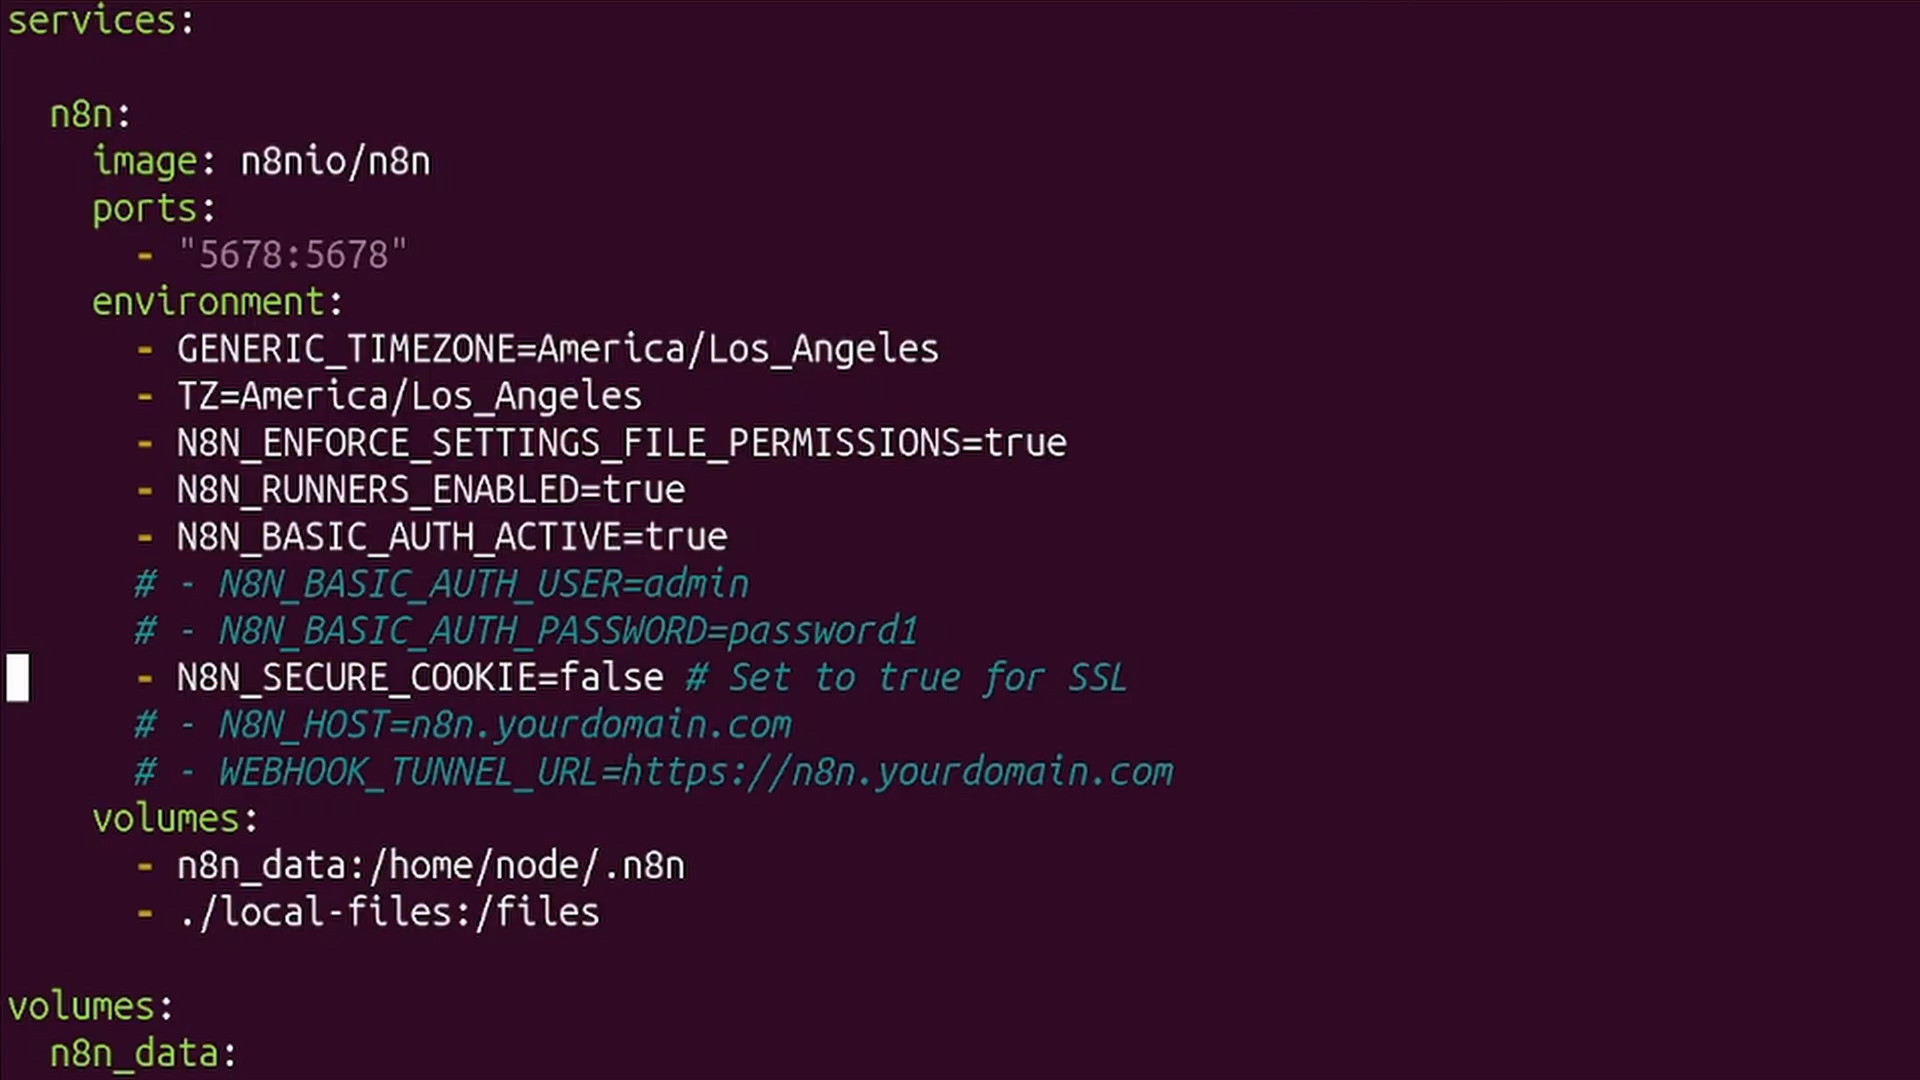 services:
n8n:
image: n8nio/n8n
ports:
- "5678:5678"
environment:
- GENERIC_TIMEZONE=America/Los_Angeles
- TZ=America/Los_Angeles
- N8N_ENFORCE_SETTINGS_FILE_PERMISSIONS=true
- N8N_RUNNERS_ENABLED=true
- N8N_BASIC_AUTH_ACTIVE=true
# - N8N_BASIC_AUTH_USER=admin
# - N8N_BASIC_AUTH_PASSWORD=password1
- N8N_SECURE_COOKIE=false # Set to true for SSL
# - N8N_HOST=n8n.yourdomain.com
# - WEBHOOK_TUNNEL_URL=https://n8n.yourdomain.com
volumes:
- n8n_data:/home/node/.n8n
- ./local-files:/files
volumes:
n8n_data: